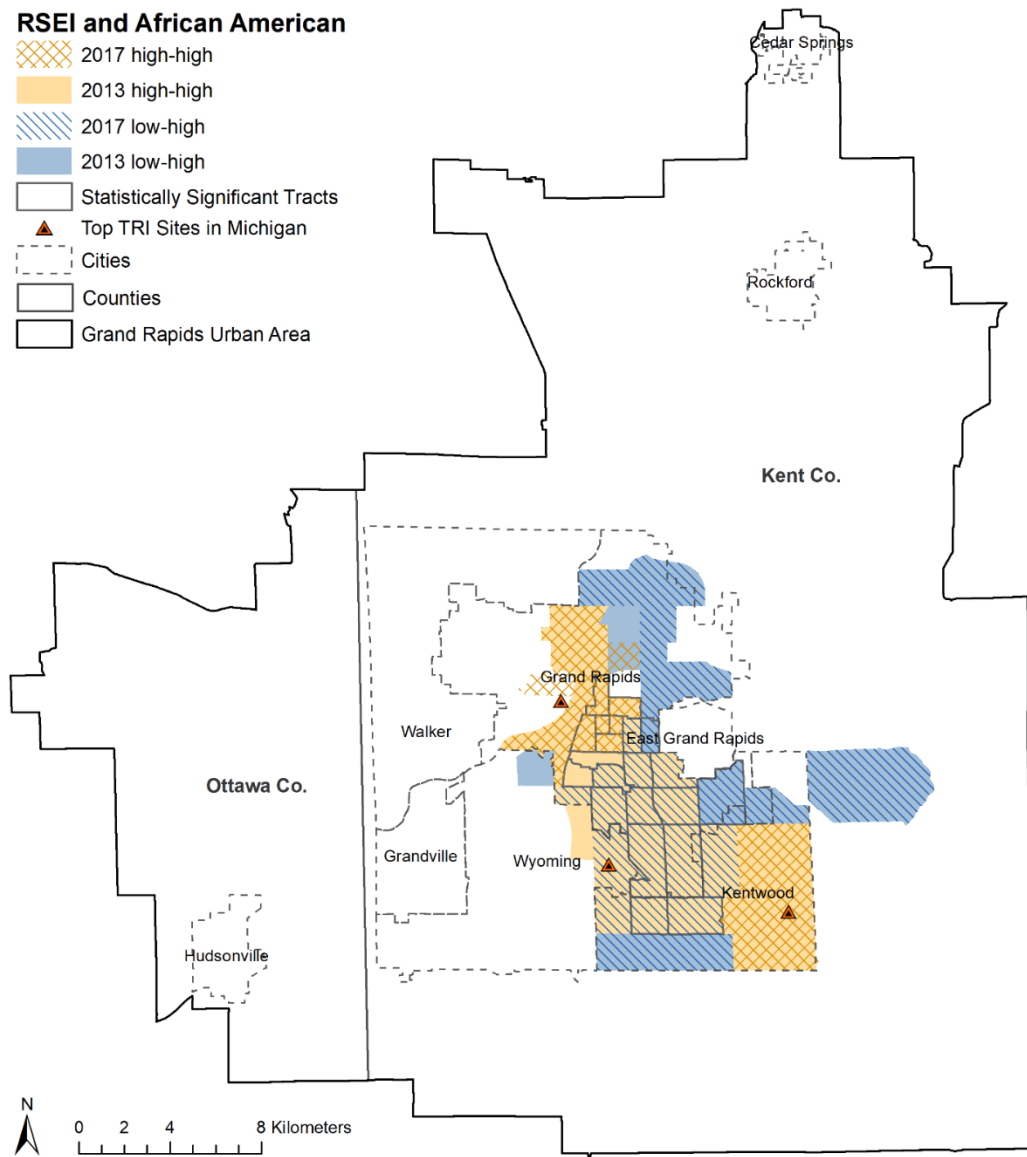 RSEI and African American
2017 high-high
2013 high-high
2017 low-high
2013 low-high
Statistically Significant Tracts
Top TRI Sites in Michigan
Cities
Counties
Grand Rapids Urban Area
Cedar Springs
Rockford
Kent Co.
Grand Rapids
Walker
East Grand Rapids
Ottawa Co.
Grandville
Wyoming
Kentwood
Hudsonville
N
0 2 4 8 Kilometers